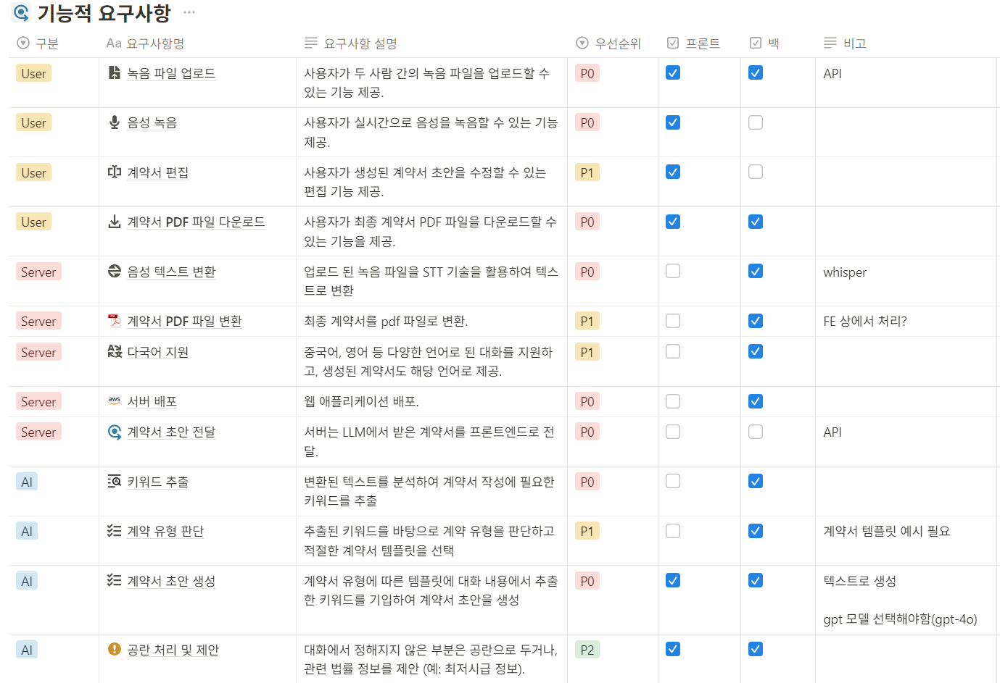 기능적 요구사항 ...
구분 Aa 요구사항명 요구사항 설명 우선순위 프론트 백 비고
User 녹음 파일 업로드 사용자가 두 사람 간의 녹음 파일을 업로드할 수 P0 API
있는 기능 제공.
User 음성 녹음 사용자가 실시간으로 음성을 녹음할 수 있는 기능 P0
제공.
User 계약서 편집 사용자가 생성된 계약서 초안을 수정할 수 있는 P1
편집 기능 제공.
User 계약서 PDF 파일 다운로드 사용자가 최종 계약서 PDF 파일을 다운로드할 수 P0
있는 기능을 제공.
Server 음성 텍스트 변환 업로드 된 녹음 파일을 STT 기술을 활용하여 텍스 P0 whisper
트로 변환
Server 계약서 PDF 파일 변환 최종 계약서를 pdf 파일로 변환. P1 FE 상에서 처리?
Server 다국어 지원 중국어, 영어 등 다양한 언어로 된 대화를 지원하 P1
고, 생성된 계약서도 해당 언어로 제공.
Server aws 서버 배포 웹 애플리케이션 배포. P0
Server 계약서 초안 전달 서버는 LLM에서 받은 계약서를 프론트엔드로 전 P0 API
달.
AI 키워드 추출 변환된 텍스트를 분석하여 계약서 작성에 필요한 P0
키워드를 추출
AI 계약 유형 판단 추출된 키워드를 바탕으로 계약 유형을 판단하고 P1 계약서 템플릿 예시 필요
적절한 계약서 템플릿을 선택
AI 계약서 초안 생성 계약서 유형에 따른 템플릿에 대화 내용에서 추출 P0 텍스트로 생성
한 키워드를 기입하여 계약서 초안을 생성
gpt 모델 선택해야함(gpt-4o)
AI 공란 처리 및 제안 대화에서 정해지지 않은 부분은 공란으로 두거나, P2
관련 법률 정보를 제안 (예: 최저시급 정보).